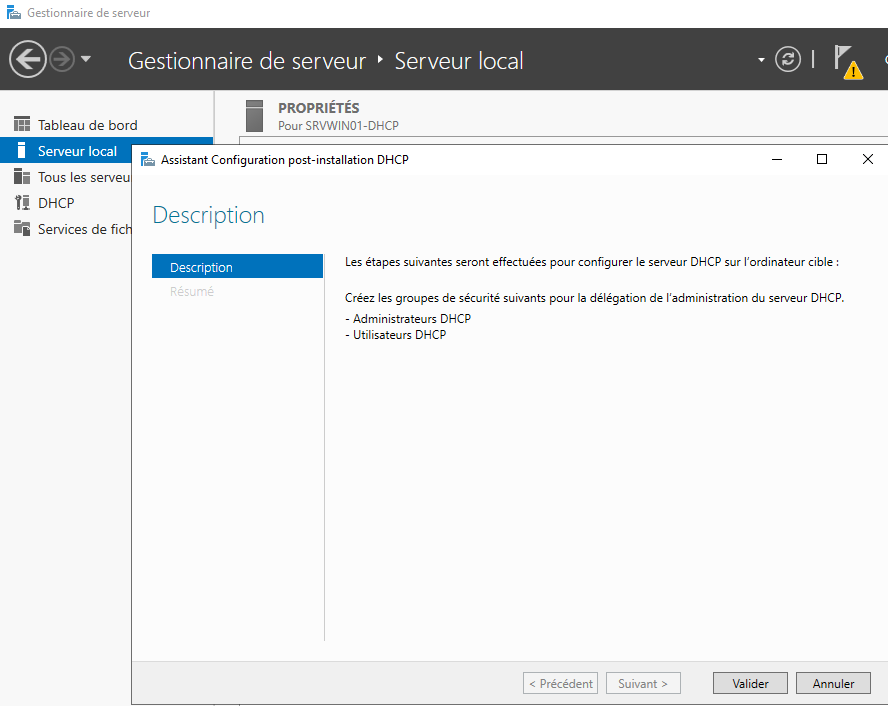 Gestionnaire de serveur
Gestionnaire de serveur ‣ Serveur local
PROPRIÉTÉS
Pour SRVWIN01-DHCP
Tableau de bord
Serveur local
Tous les serveu
DHCP
Services de fich
Assistant Configuration post-installation DHCP
Description
Description
Résumé
Les étapes suivantes seront effectuées pour configurer le serveur DHCP sur l'ordinateur cible :
Créez les groupes de sécurité suivants pour la délégation de l'administration du serveur DHCP.
- Administrateurs DHCP
- Utilisateurs DHCP
< Précédent
Suivant >
Valider
Annuler